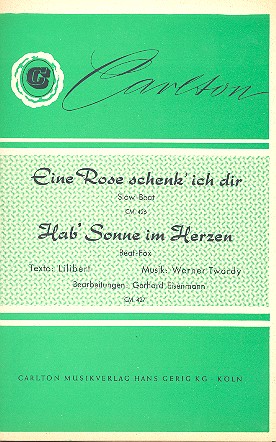 C
Carlton
Eine Rose schenk' ich dir
Slow-Beat
CM 426
Hab' Sonne im Herzen
Beat-Fox
Texte: Lilibert Musik: Werner Twardy
Bearbeitungen: Gerhard Eisenmann
CM 427
CARLTON MUSIKVERLAG HANS GERIG KG · KÖLN